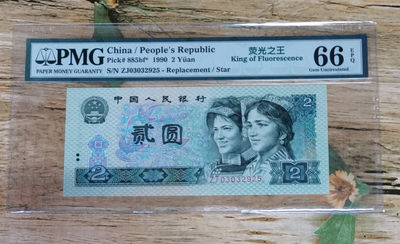 PMG
PAPER MONEY GUARANTY
China / People's Republic
Pick# 885bf* 1990 2 Yüan
S/N ZJ03032925 - Replacement / Star
荧光之王
King of Fluorescence
66 EPQ
Gem Uncirculated
中国人民银行
2
贰圆
ZJ03032925
2
2